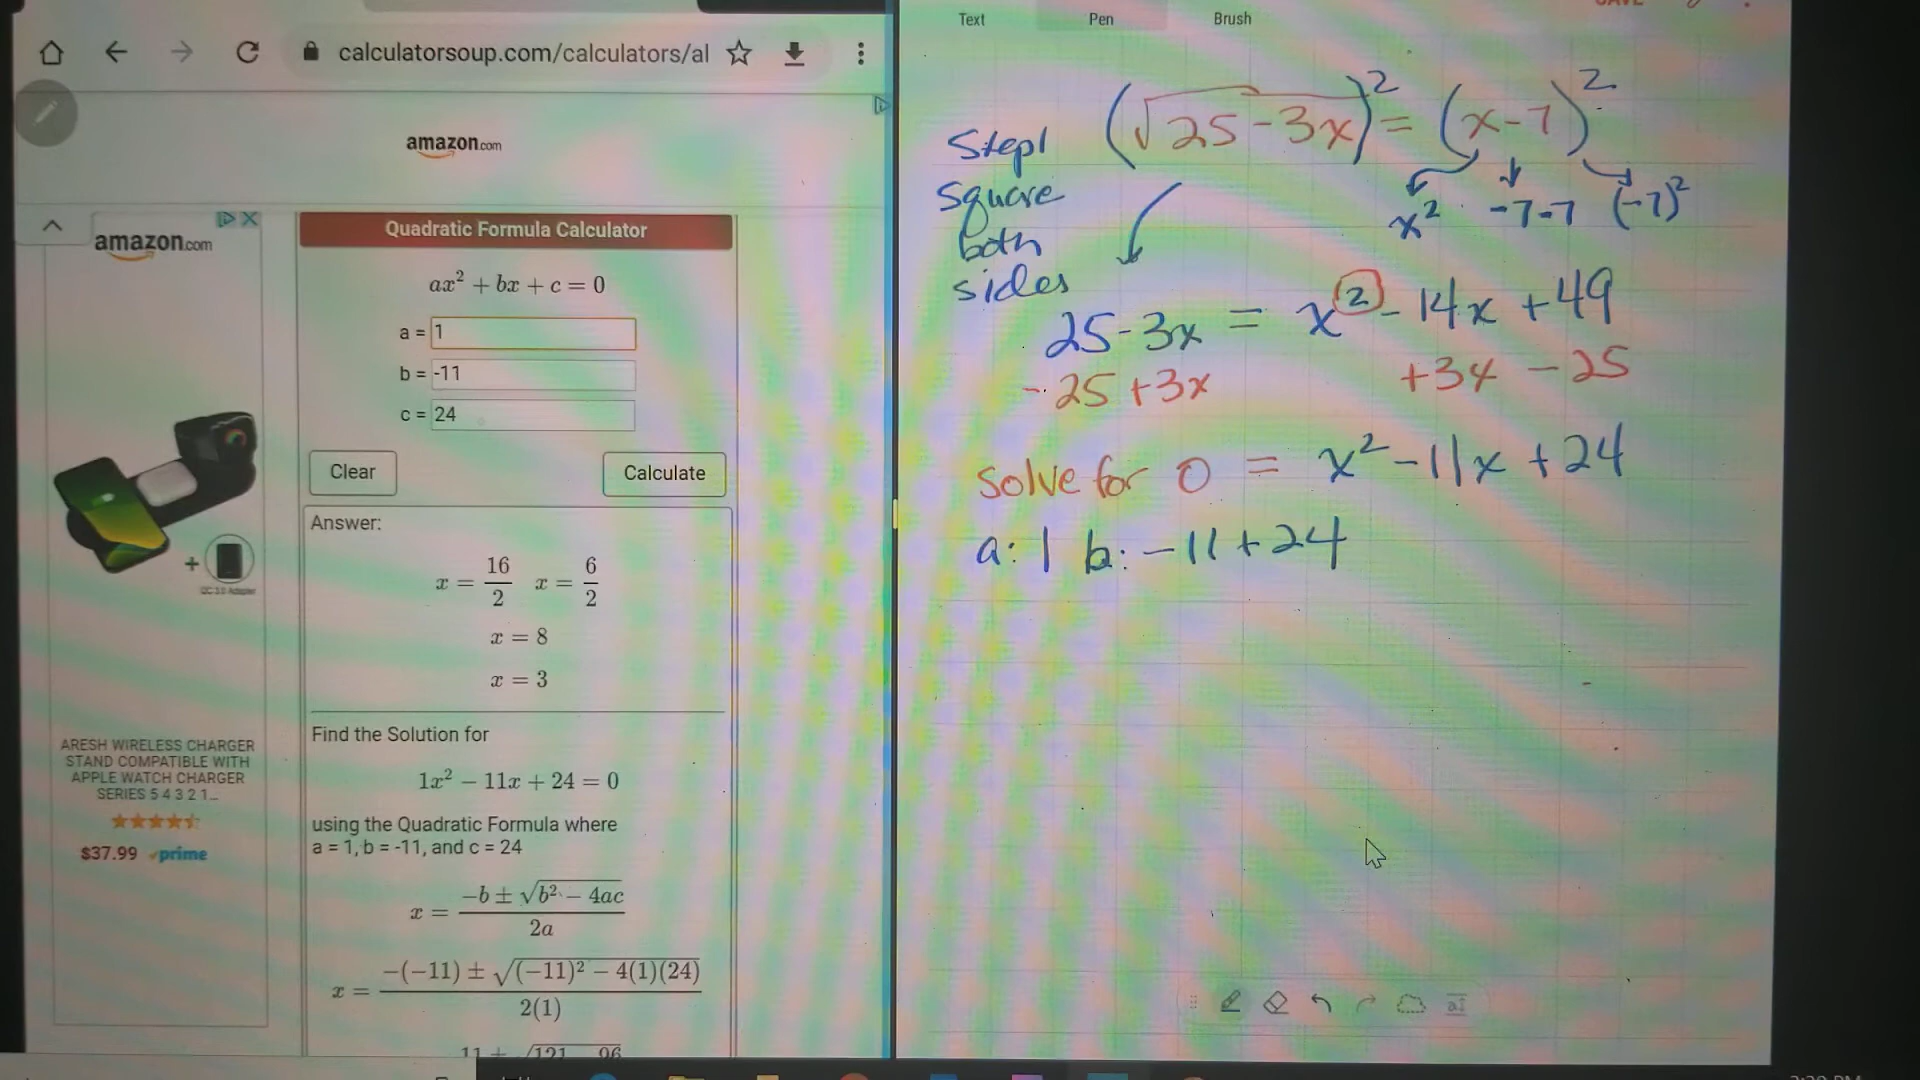 calculatorsoup.com/calculators/al
amazon.com
amazon.com
Quadratic Formula Calculator
ax² + bx + c = 0
a = 1
b = -11
c = 24
Clear
Calculate
Answer:
x = 16/2 x = 6/2
x = 8
x = 3
Find the Solution for
1x² − 11x + 24 = 0
using the Quadratic Formula where
a = 1, b = -11, and c = 24
x = −b ± √b² − 4ac / 2a
x = −(−11) ± √(−11)² − 4(1)(24) / 2(1)
ARESH WIRELESS CHARGER
STAND COMPATIBLE WITH
APPLE WATCH CHARGER
SERIES 5 4 3 2 1...
$37.99 prime
Text Pen Brush
(√25-3x)² = (x-7)²
Step1
Square
both
sides
x² -7-7 (-7)²
25-3x = x² - 14x + 49
-25 +3x +3x -25
Solve for 0 = x² - 11x + 24
a: 1 b: -11 + 24